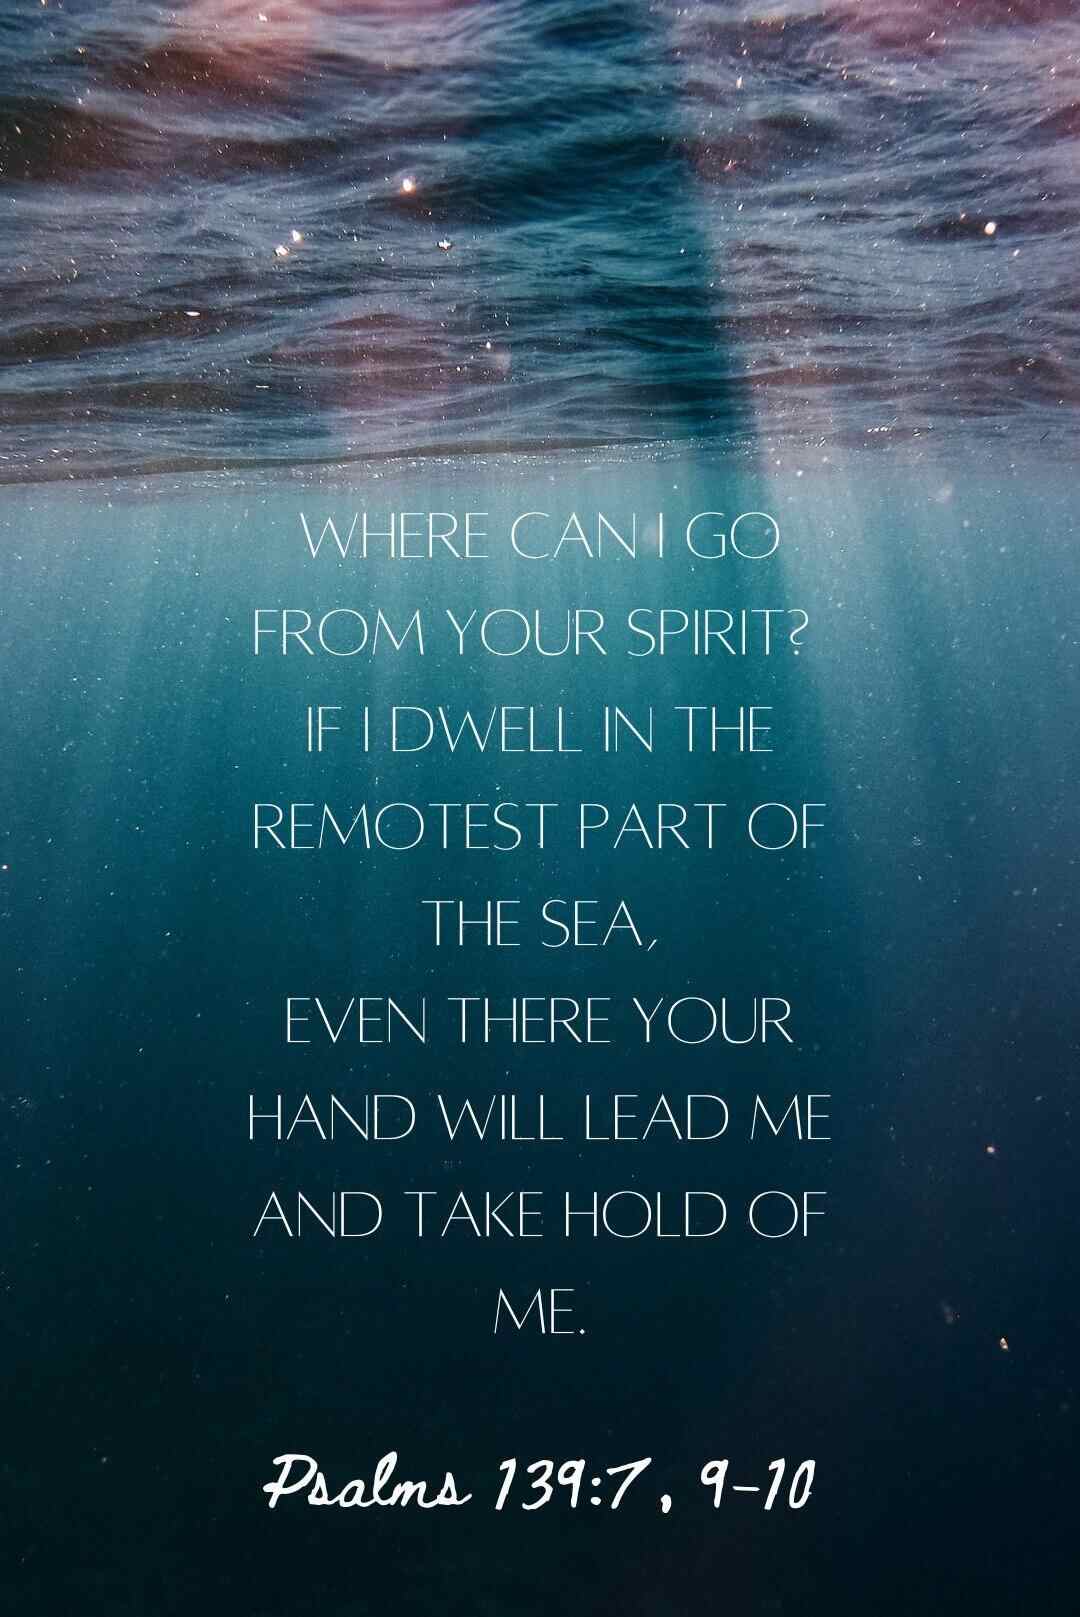 WHERE CAN I GO
FROM YOUR SPIRIT?
IF I DWELL IN THE
REMOTEST PART OF
THE SEA,
EVEN THERE YOUR
HAND WILL LEAD ME
AND TAKE HOLD OF
ME.
Psalms 139:7, 9-10